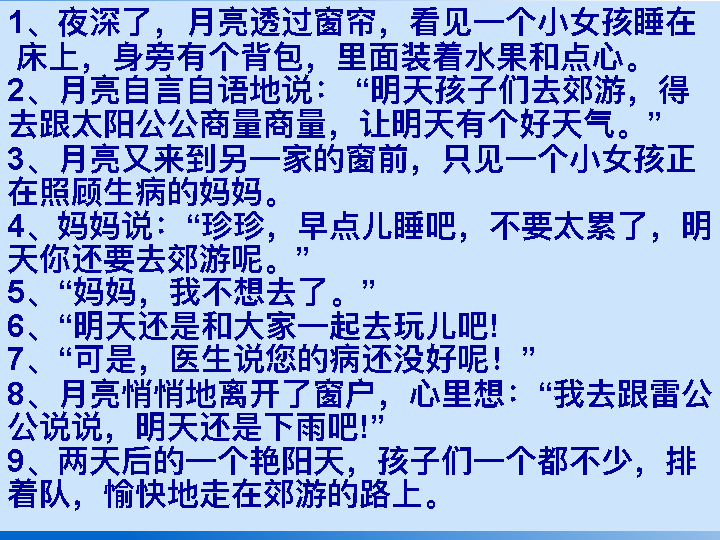 1、夜深了，月亮透过窗帘，看见一个小女孩睡在
床上，身旁有个背包，里面装着水果和点心。
2、月亮自言自语地说：“明天孩子们去郊游，得
去跟太阳公公商量商量，让明天有个好天气。”
3、月亮又来到另一家的窗前，只见一个小女孩正
在照顾生病的妈妈。
4、妈妈说：“珍珍，早点儿睡吧，不要太累了，明
天你还要去郊游呢。”
5、“妈妈，我不想去了。”
6、“明天还是和大家一起去玩儿吧!
7、“可是，医生说您的病还没好呢！”
8、月亮悄悄地离开了窗户，心里想：“我去跟雷公
公说说，明天还是下雨吧!”
9、两天后的一个艳阳天，孩子们一个都不少，排
着队，愉快地走在郊游的路上。